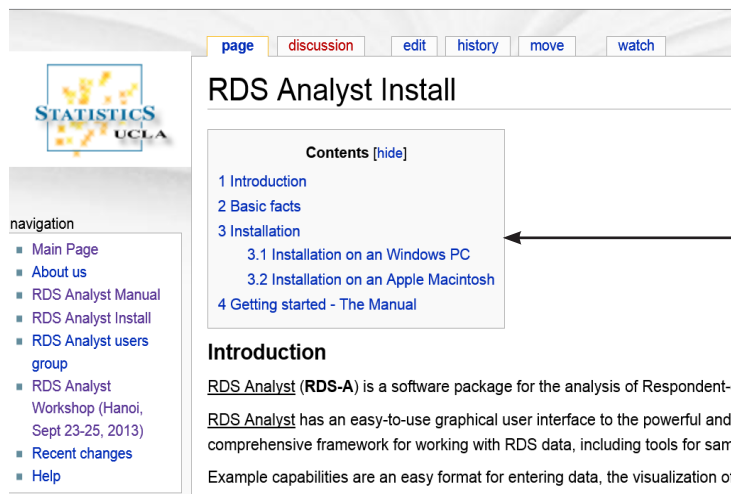 page discussion edit history move watch
STATISTICS
UCLA
RDS Analyst Install
Contents [hide]
1 Introduction
2 Basic facts
3 Installation
3.1 Installation on an Windows PC
3.2 Installation on an Apple Macintosh
4 Getting started - The Manual
navigation
Main Page
About us
RDS Analyst Manual
RDS Analyst Install
RDS Analyst users
group
RDS Analyst
Workshop (Hanoi,
Sept 23-25, 2013)
Recent changes
Help
Introduction
RDS Analyst (RDS-A) is a software package for the analysis of Respondent-
RDS Analyst has an easy-to-use graphical user interface to the powerful and
comprehensive framework for working with RDS data, including tools for sam
Example capabilities are an easy format for entering data, the visualization of